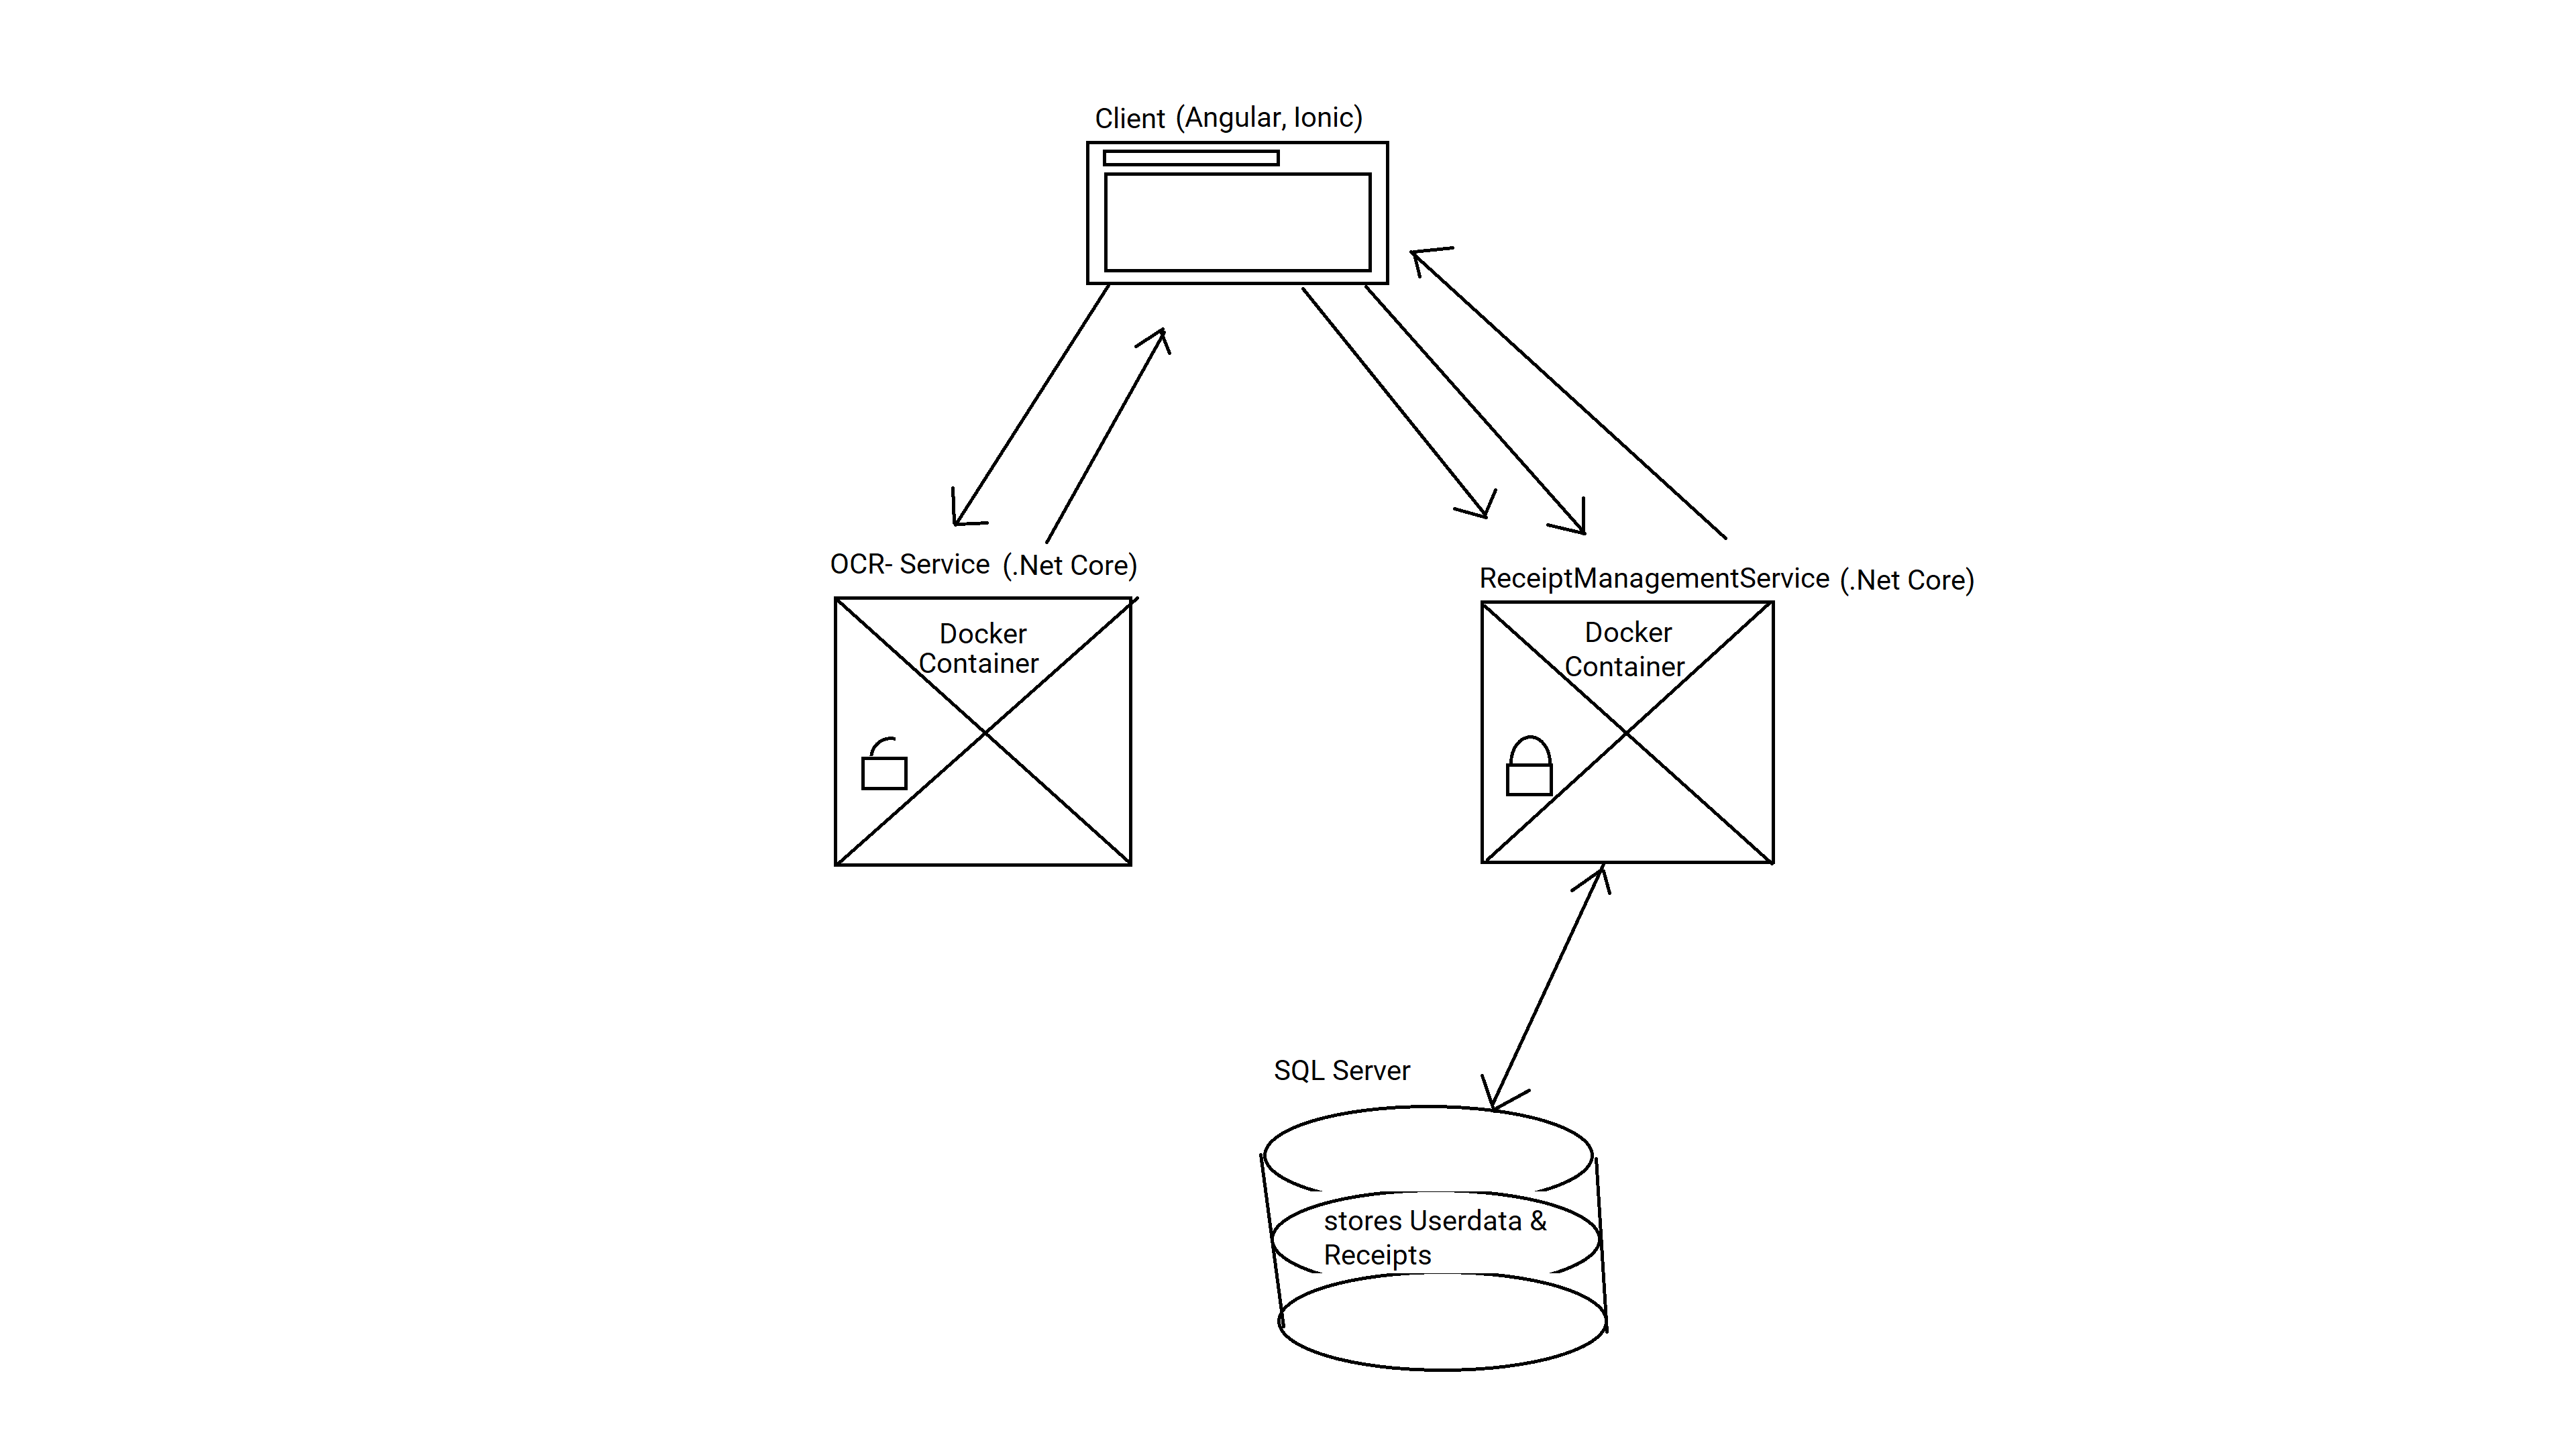 Client (Angular, Ionic)
OCR- Service (.Net Core)
ReceiptManagementService (.Net Core)
Docker
Container
Docker
Container
SQL Server
stores Userdata &
Receipts